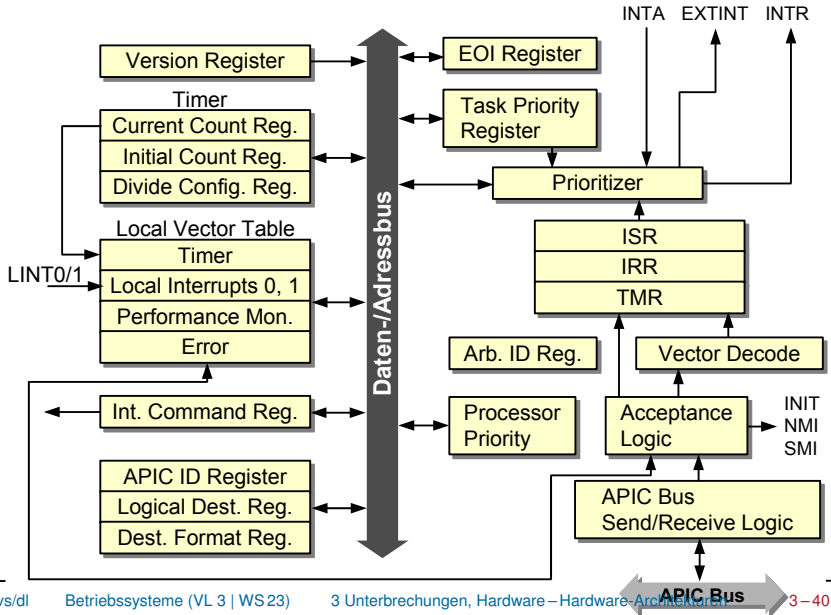 INTA EXTINT INTR
Version Register
EOI Register
Timer
Current Count Reg.
Initial Count Reg.
Divide Config. Reg.
Task Priority
Register
Prioritizer
Local Vector Table
Timer
Local Interrupts 0, 1
Performance Mon.
Error
LINT0/1
Daten-/Adressbus
ISR
IRR
TMR
Arb. ID Reg.
Vector Decode
Int. Command Reg.
Processor
Priority
Acceptance
Logic
INIT
NMI
SMI
APIC ID Register
Logical Dest. Reg.
Dest. Format Reg.
APIC Bus
Send/Receive Logic
APIC Bus
vs/dl Betriebssysteme (VL 3 | WS 23) 3 Unterbrechungen, Hardware – Hardware-Architekturen 3 – 40